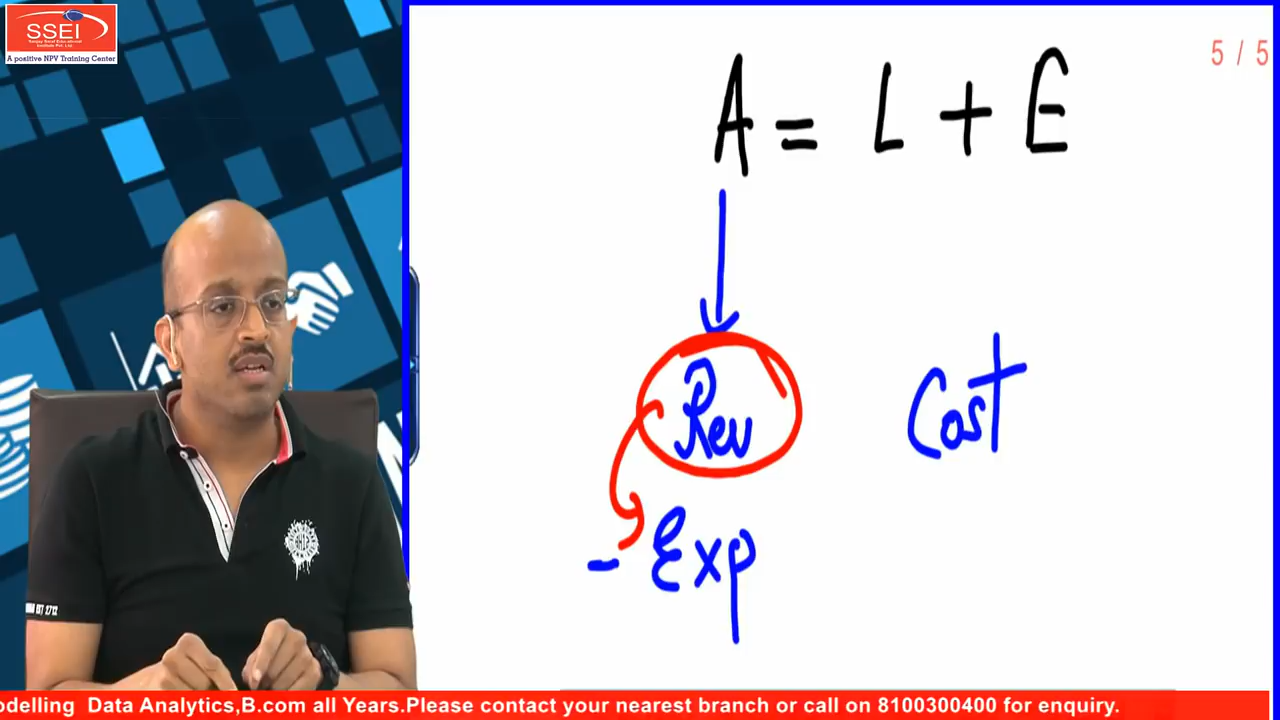 SSEI
A positive NPV Training Center
5 / 5
A = L + E
Rev
Cost
- Exp
odelling Data Analytics,B.com all Years.Please contact your nearest branch or call on 8100300400 for enquiry.